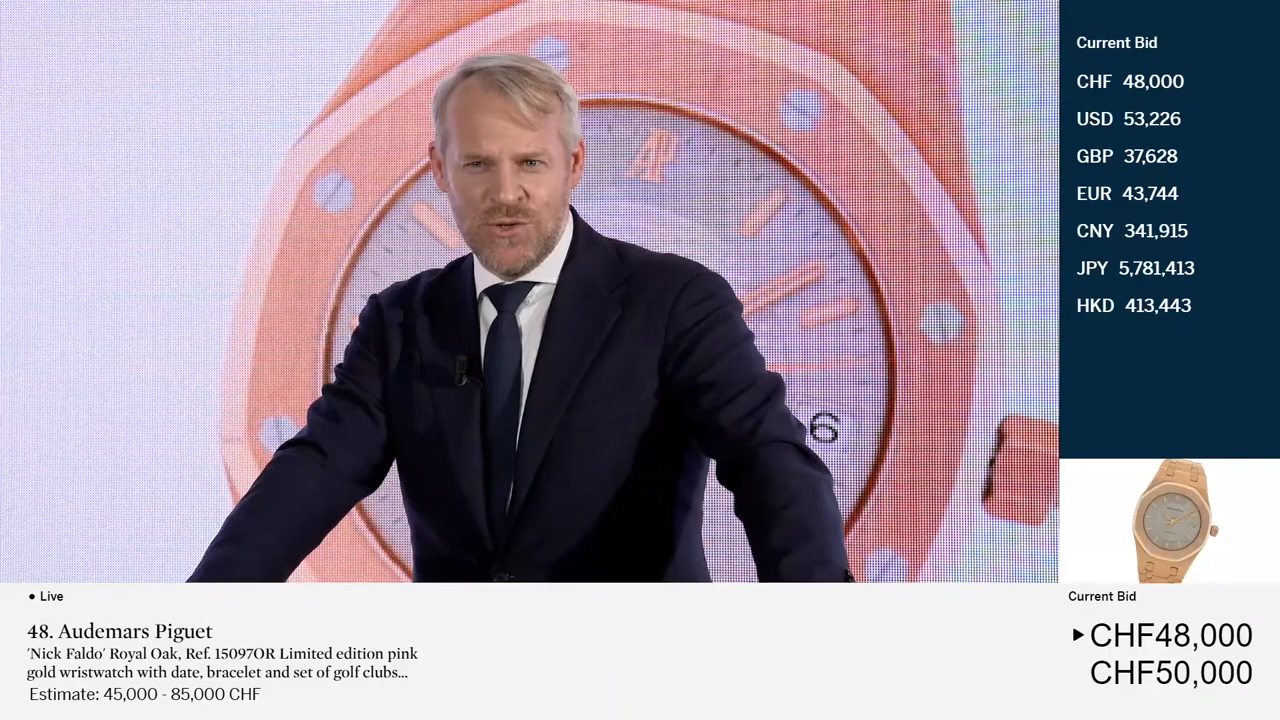 Current Bid
CHF 48,000
USD 53,226
GBP 37,628
EUR 43,744
CNY 341,915
JPY 5,781,413
HKD 413,443
AP
6
• Live
48. Audemars Piguet
'Nick Faldo' Royal Oak, Ref. 15097OR Limited edition pink
gold wristwatch with date, bracelet and set of golf clubs...
Estimate: 45,000 - 85,000 CHF
Current Bid
CHF48,000
CHF50,000